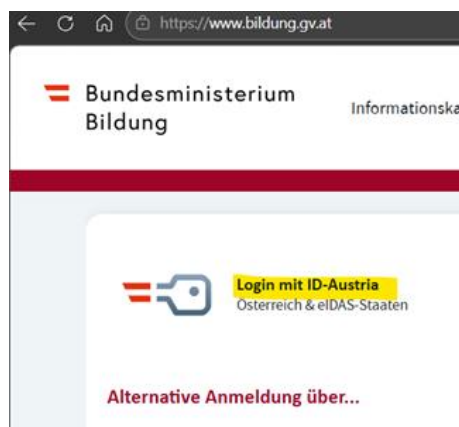 https://www.bildung.gv.at
Bundesministerium
Bildung
Informationska
Login mit ID-Austria
Österreich & eIDAS-Staaten
Alternative Anmeldung über...